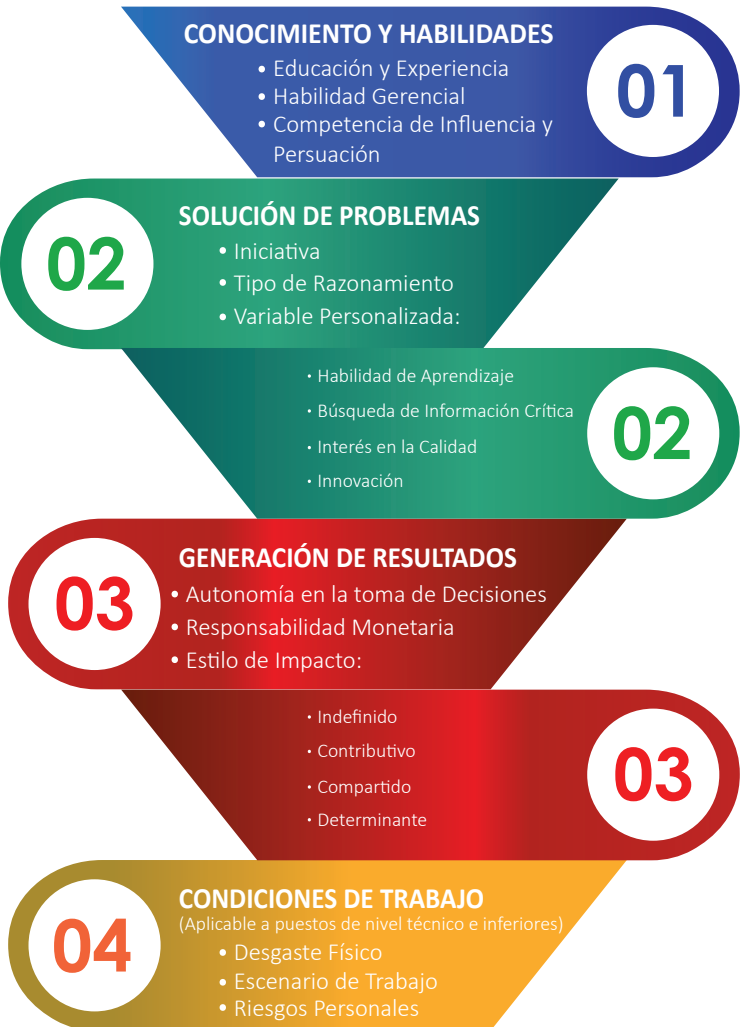 CONOCIMIENTO Y HABILIDADES
• Educación y Experiencia
• Habilidad Gerencial
• Competencia de Influencia y
Persuación
01
02
SOLUCIÓN DE PROBLEMAS
• Iniciativa
• Tipo de Razonamiento
• Variable Personalizada:
• Habilidad de Aprendizaje
• Búsqueda de Información Crítica
• Interés en la Calidad
• Innovación
02
03
GENERACIÓN DE RESULTADOS
• Autonomía en la toma de Decisiones
• Responsabilidad Monetaria
• Estilo de Impacto:
• Indefinido
• Contributivo
• Compartido
• Determinante
03
04
CONDICIONES DE TRABAJO
(Aplicable a puestos de nivel técnico e inferiores)
• Desgaste Físico
• Escenario de Trabajo
• Riesgos Personales